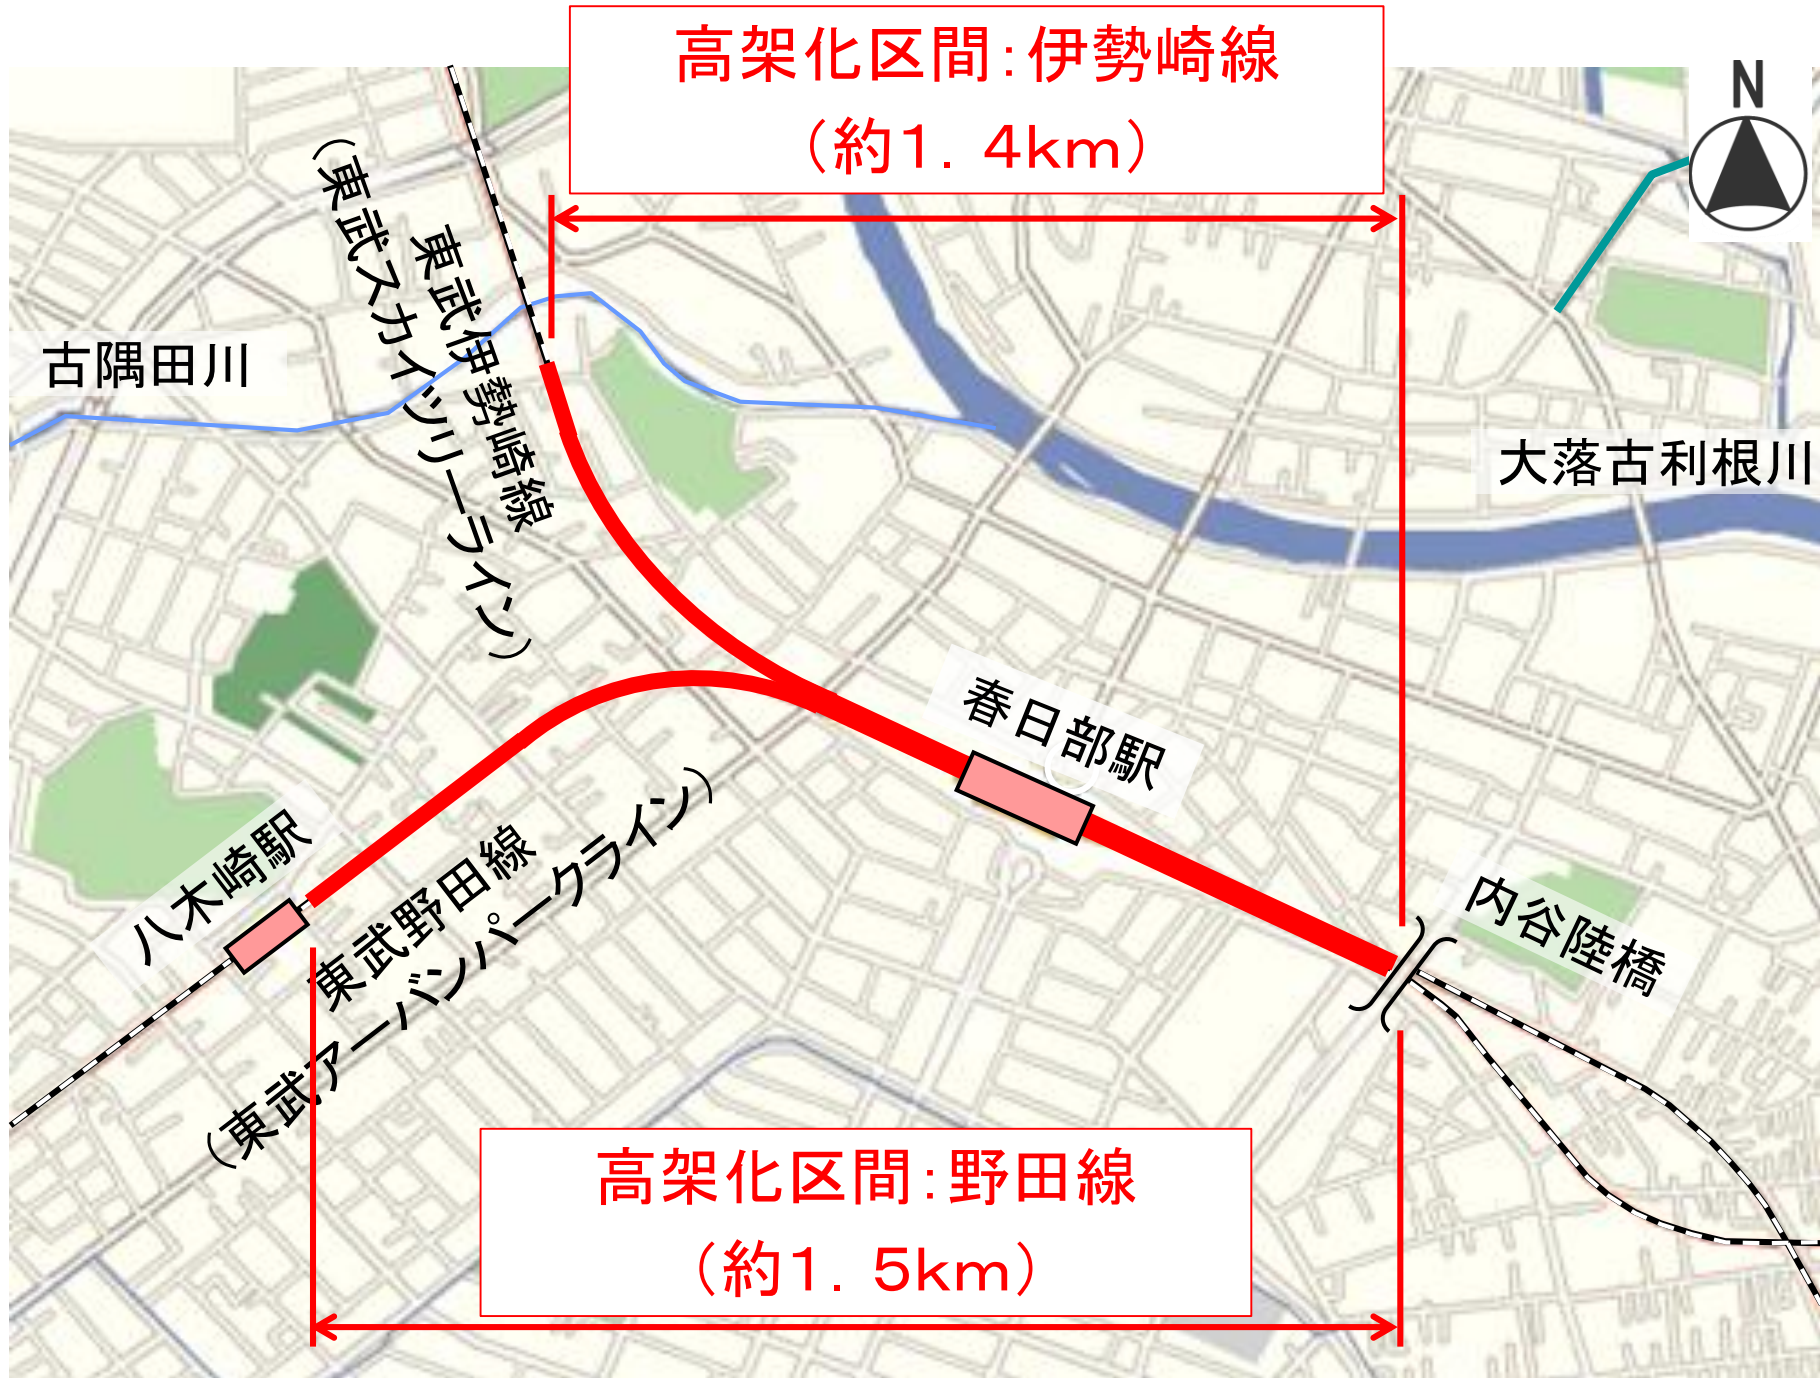 高架化区間：伊勢崎線
（約1．4km）
N
東武伊勢崎線
（東武スカイツリーライン）
古隅田川
大落古利根川
春日部駅
八木崎駅
東武野田線
（東武アーバンパークライン）
内谷陸橋
高架化区間：野田線
（約1．5km）